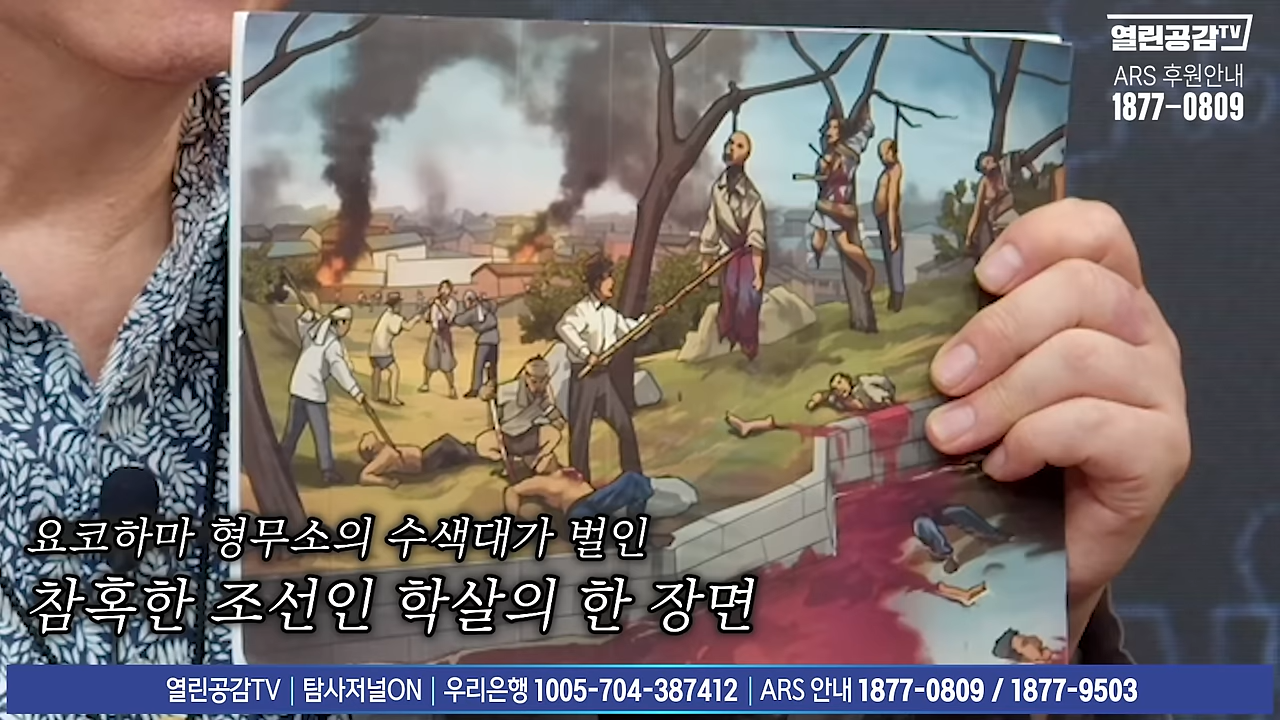 열린공감TV
ARS 후원안내
1877-0809
요코하마 형무소의 수색대가 벌인
참혹한 조선인 학살의 한 장면
열린공감TV | 탐사저널ON | 우리은행 1005-704-387412 | ARS 안내 1877-0809 / 1877-9503